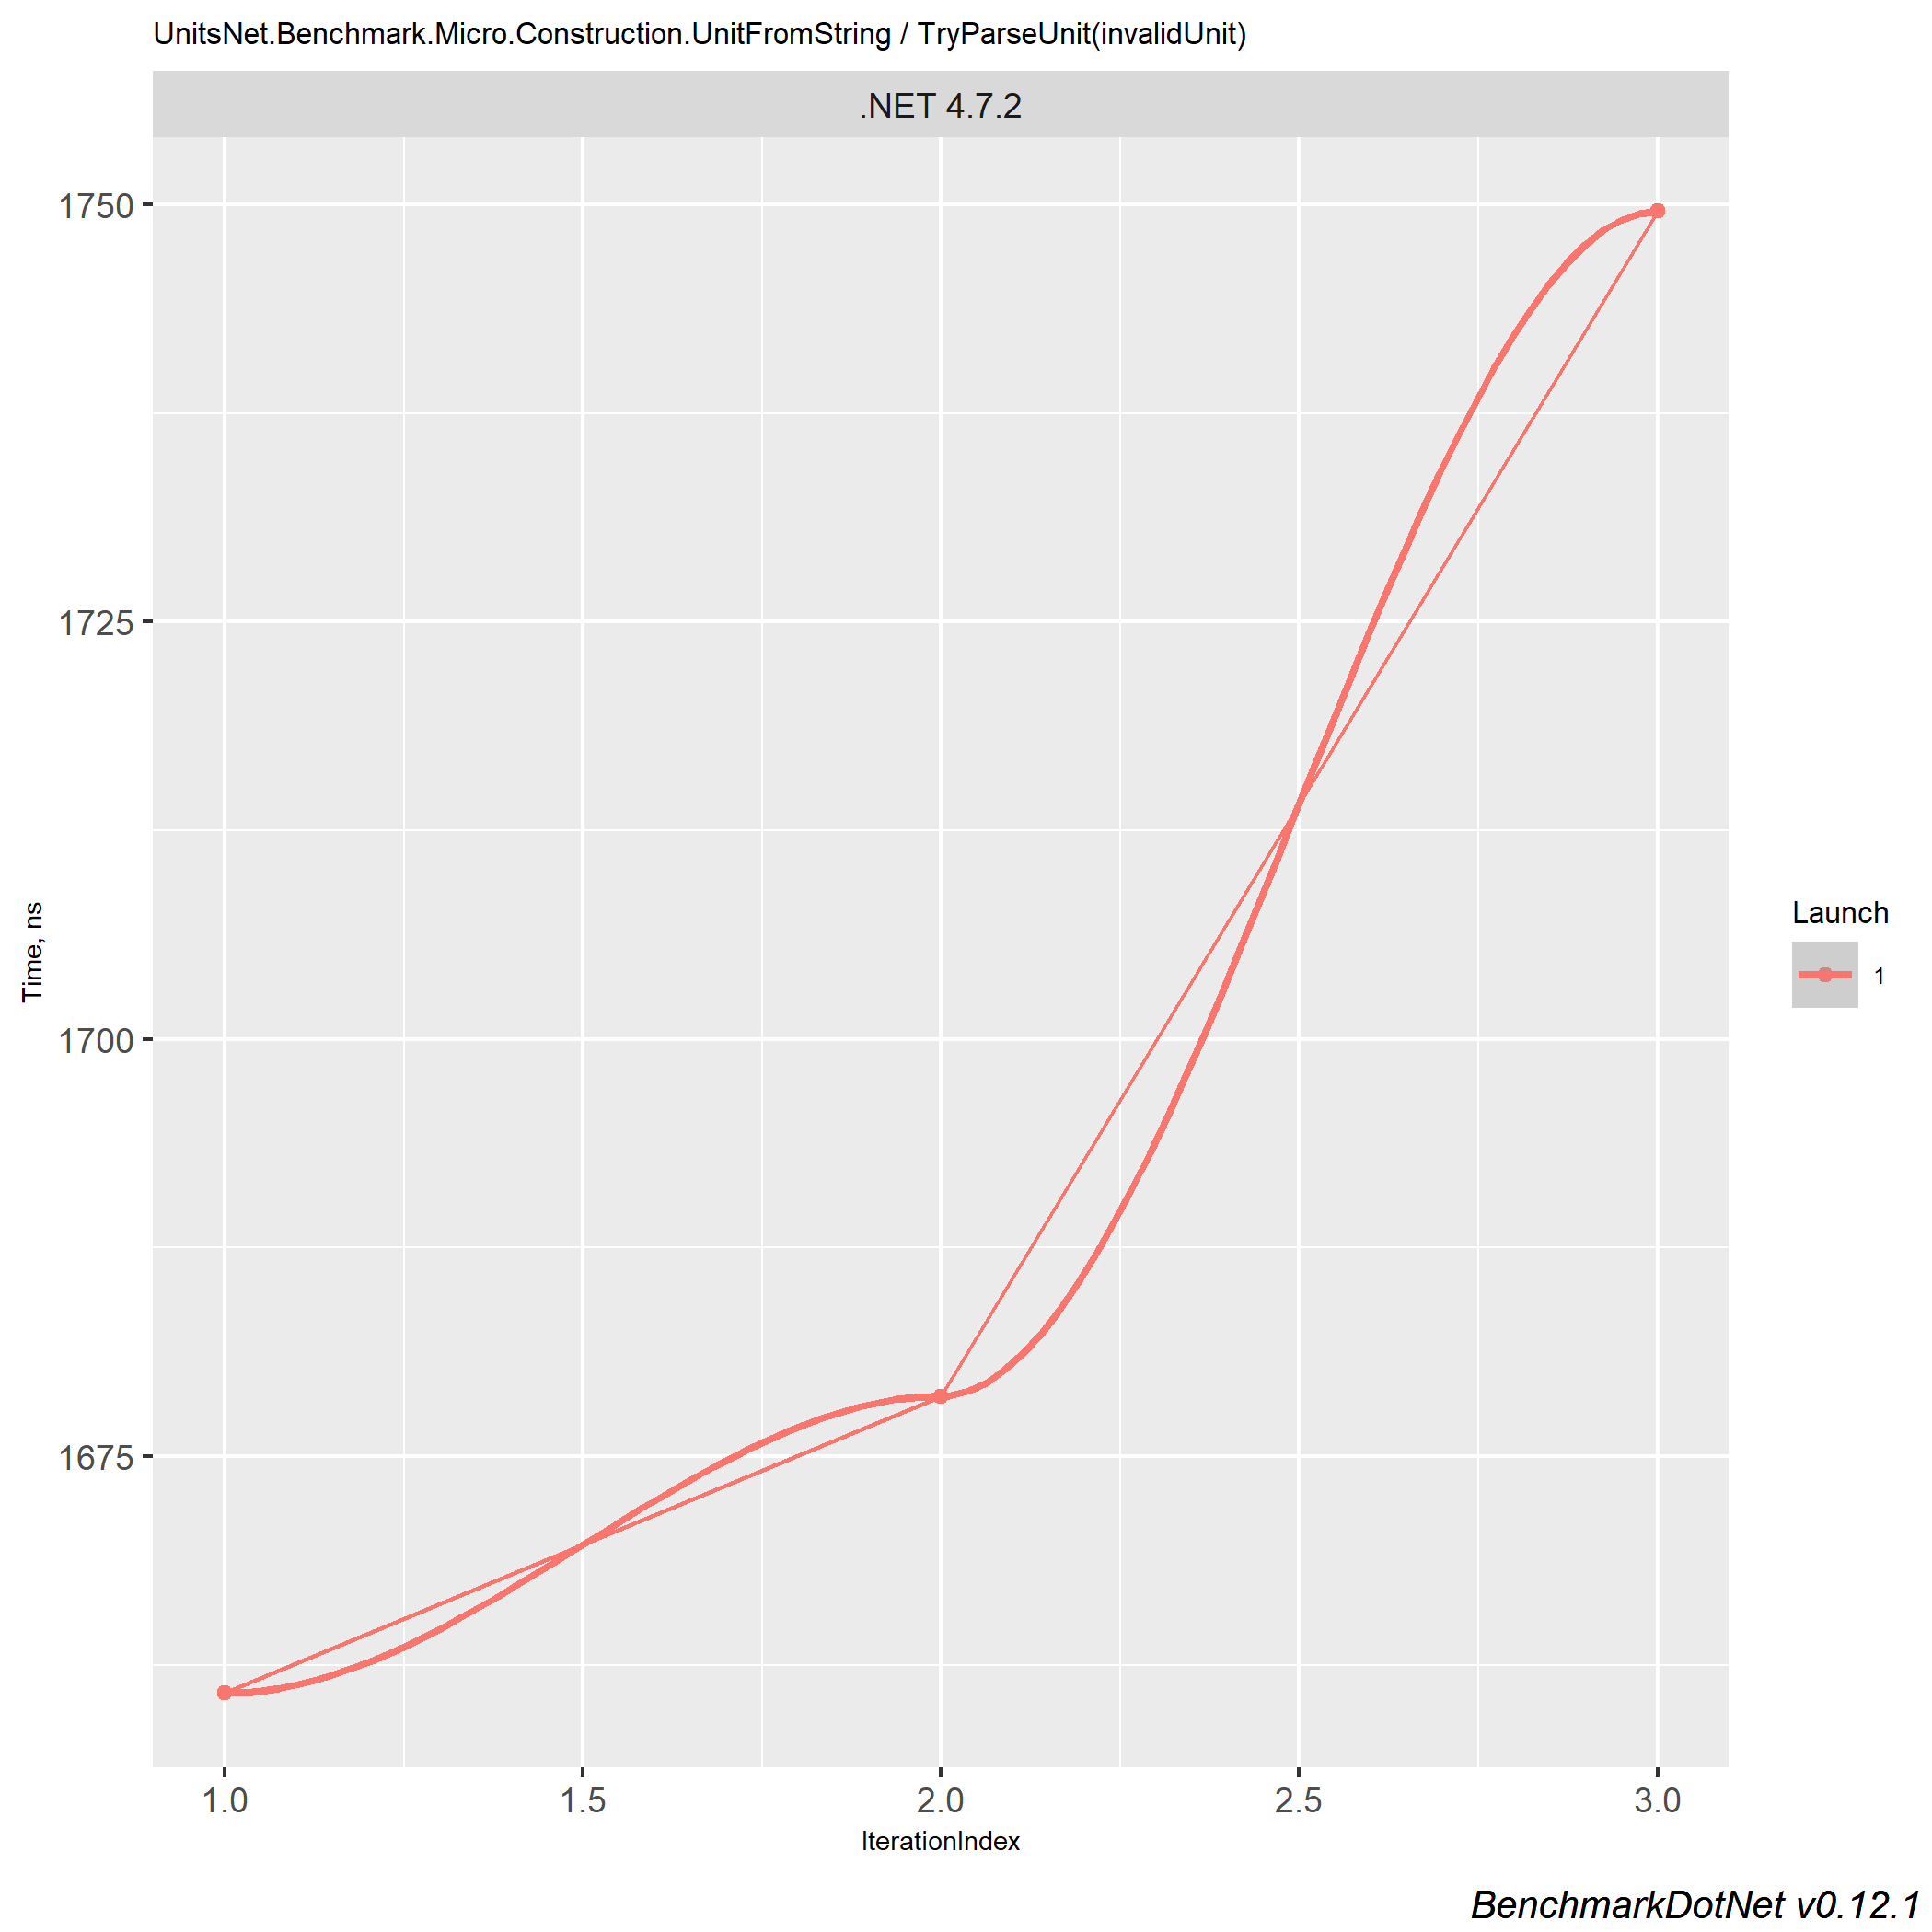 UnitsNet.Benchmark.Micro.Construction.UnitFromString / TryParseUnit(invalidUnit)
.NET 4.7.2
1750
1725
1700
1675
Time, ns
1.0 1.5 2.0 2.5 3.0
IterationIndex
Launch
1
BenchmarkDotNet v0.12.1